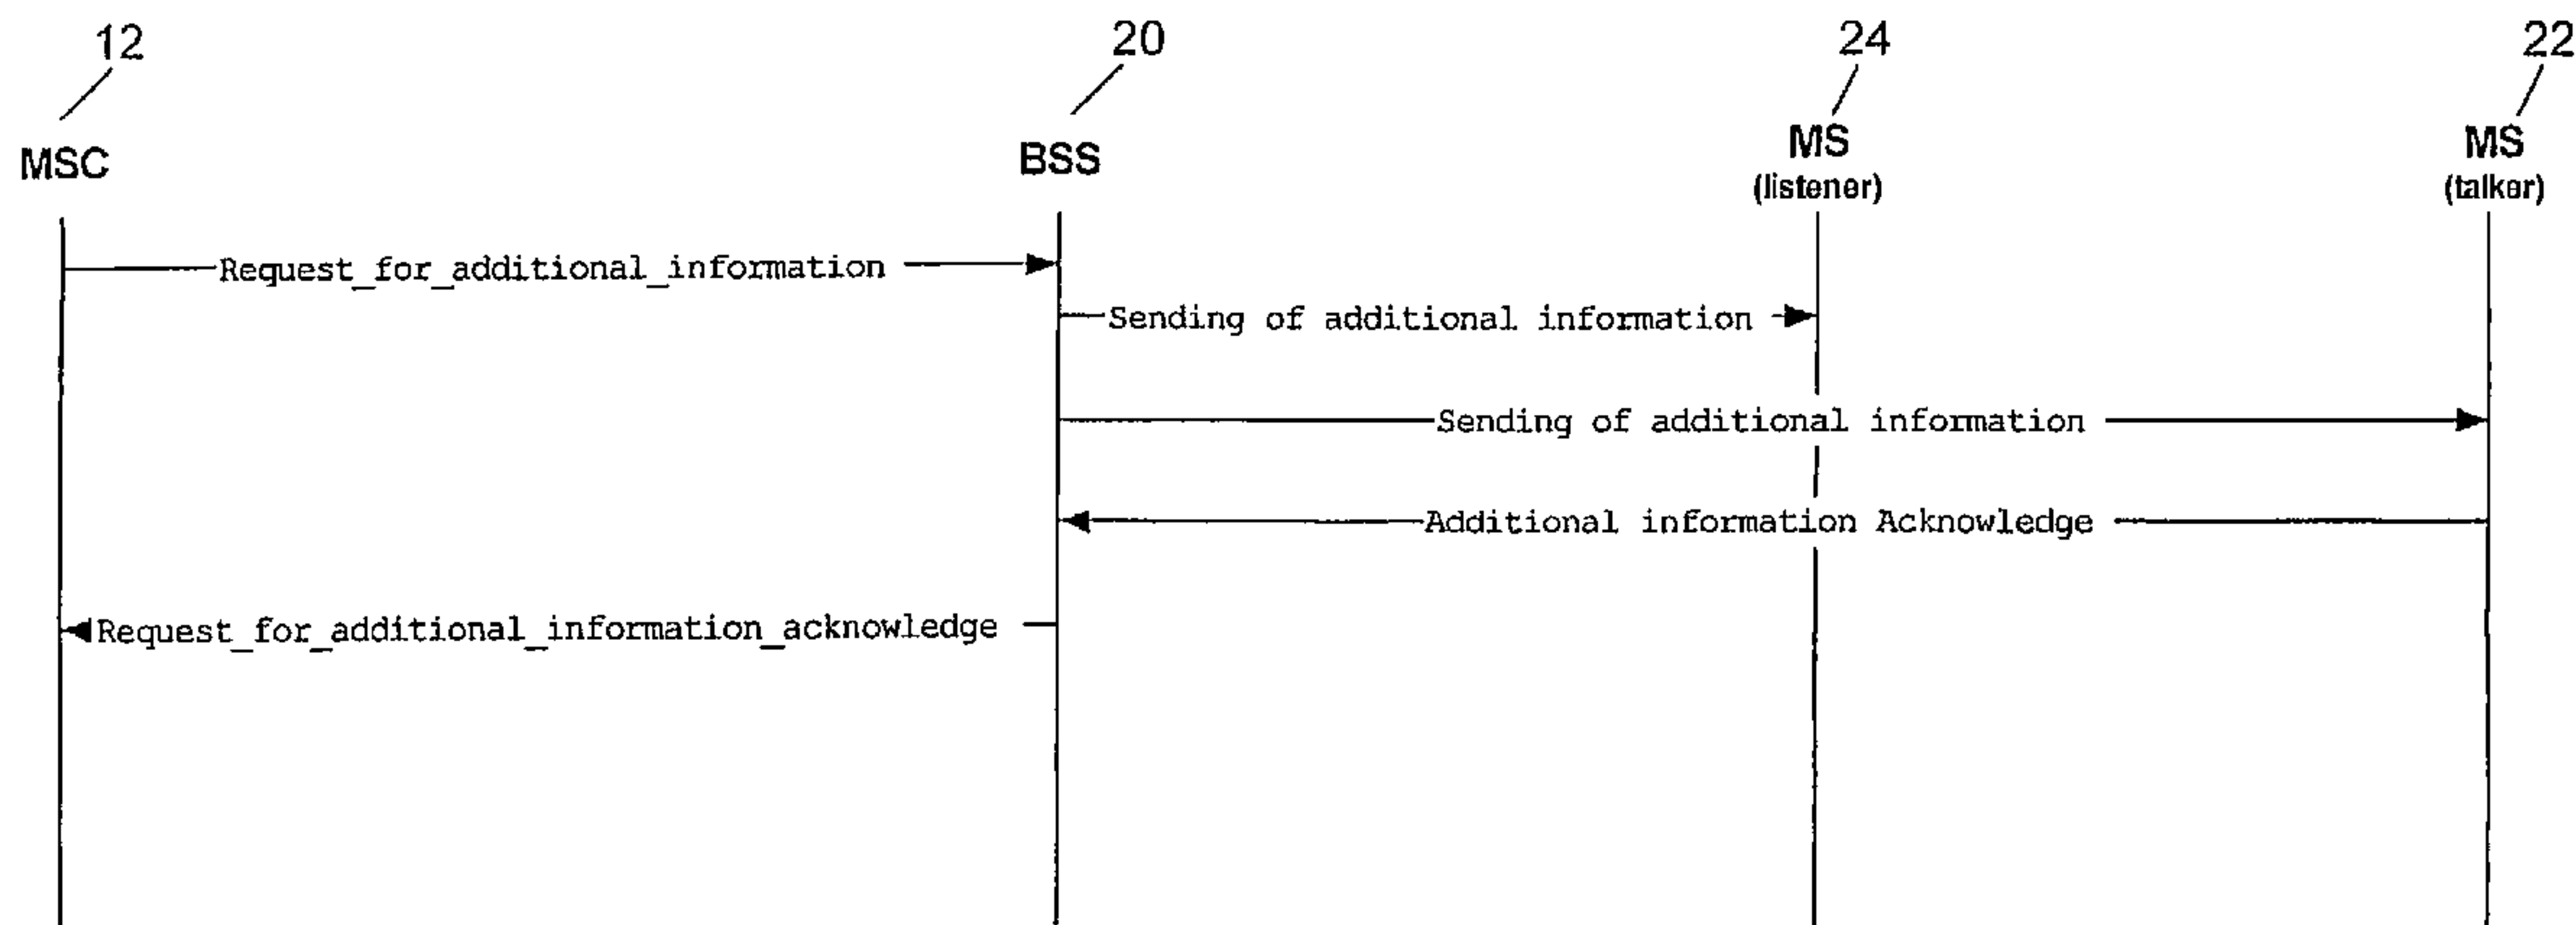 12
20
24
22
MSC
BSS
MS
(listener)
MS
(talker)
Request_for_additional_information
Sending of additional information
Sending of additional information
Additional information Acknowledge
Request_for_additional_information_acknowledge